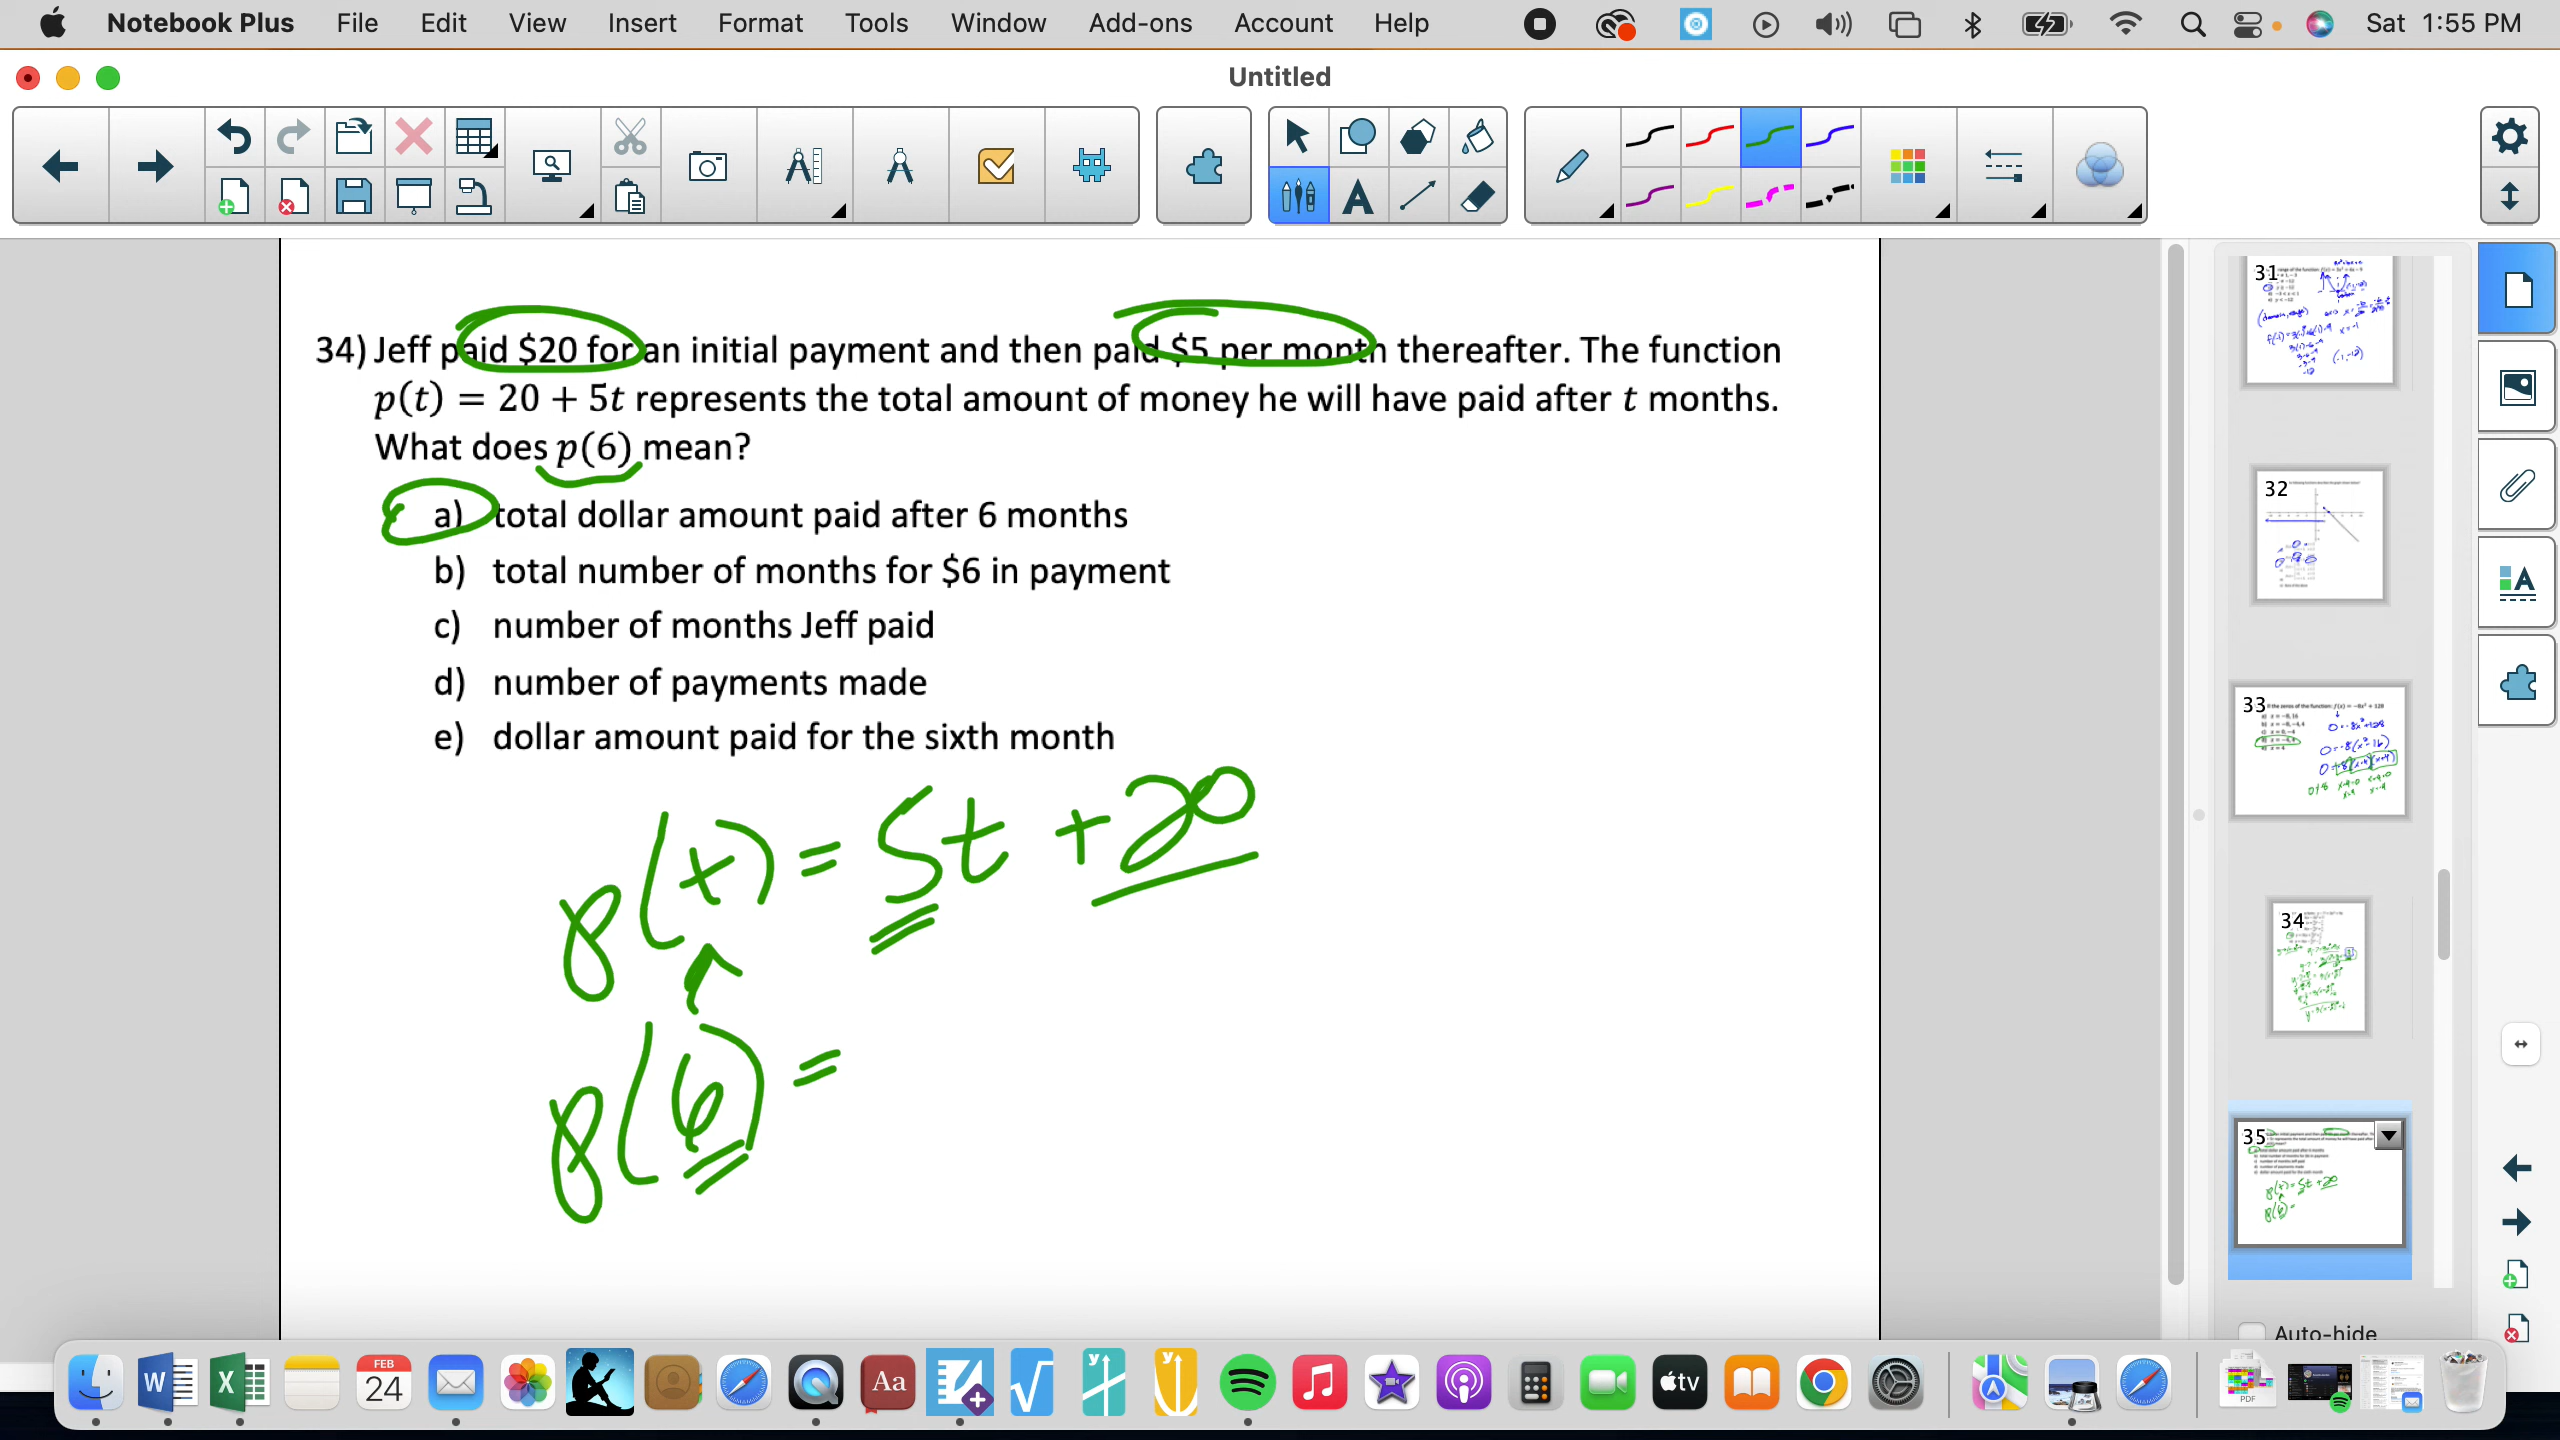 Notebook Plus File Edit View Insert Format Tools Window Add-ons Account Help Sat 1:55 PM
Untitled
34) Jeff paid $20 for an initial payment and then paid $5 per month thereafter. The function
p(t) = 20 + 5t represents the total amount of money he will have paid after t months.
What does p(6) mean?
a) total dollar amount paid after 6 months
b) total number of months for $6 in payment
c) number of months Jeff paid
d) number of payments made
e) dollar amount paid for the sixth month
p(t) = 5t + 20
p(6) =
31
32
33
34
35
Auto-hide
FEB
24
Aa
tv
PDF